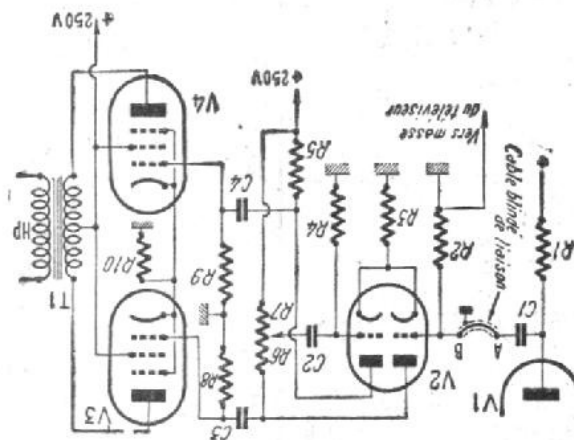 + 250V
V4
+250V
Vers masse
du téléviseur
Câble blindé
de liaison
R5
C4
R4
R3
R2
R1
HP
R10
R9
R7
R6
C2
V2
B
A
C1
T1
R8
V3
C3
V1